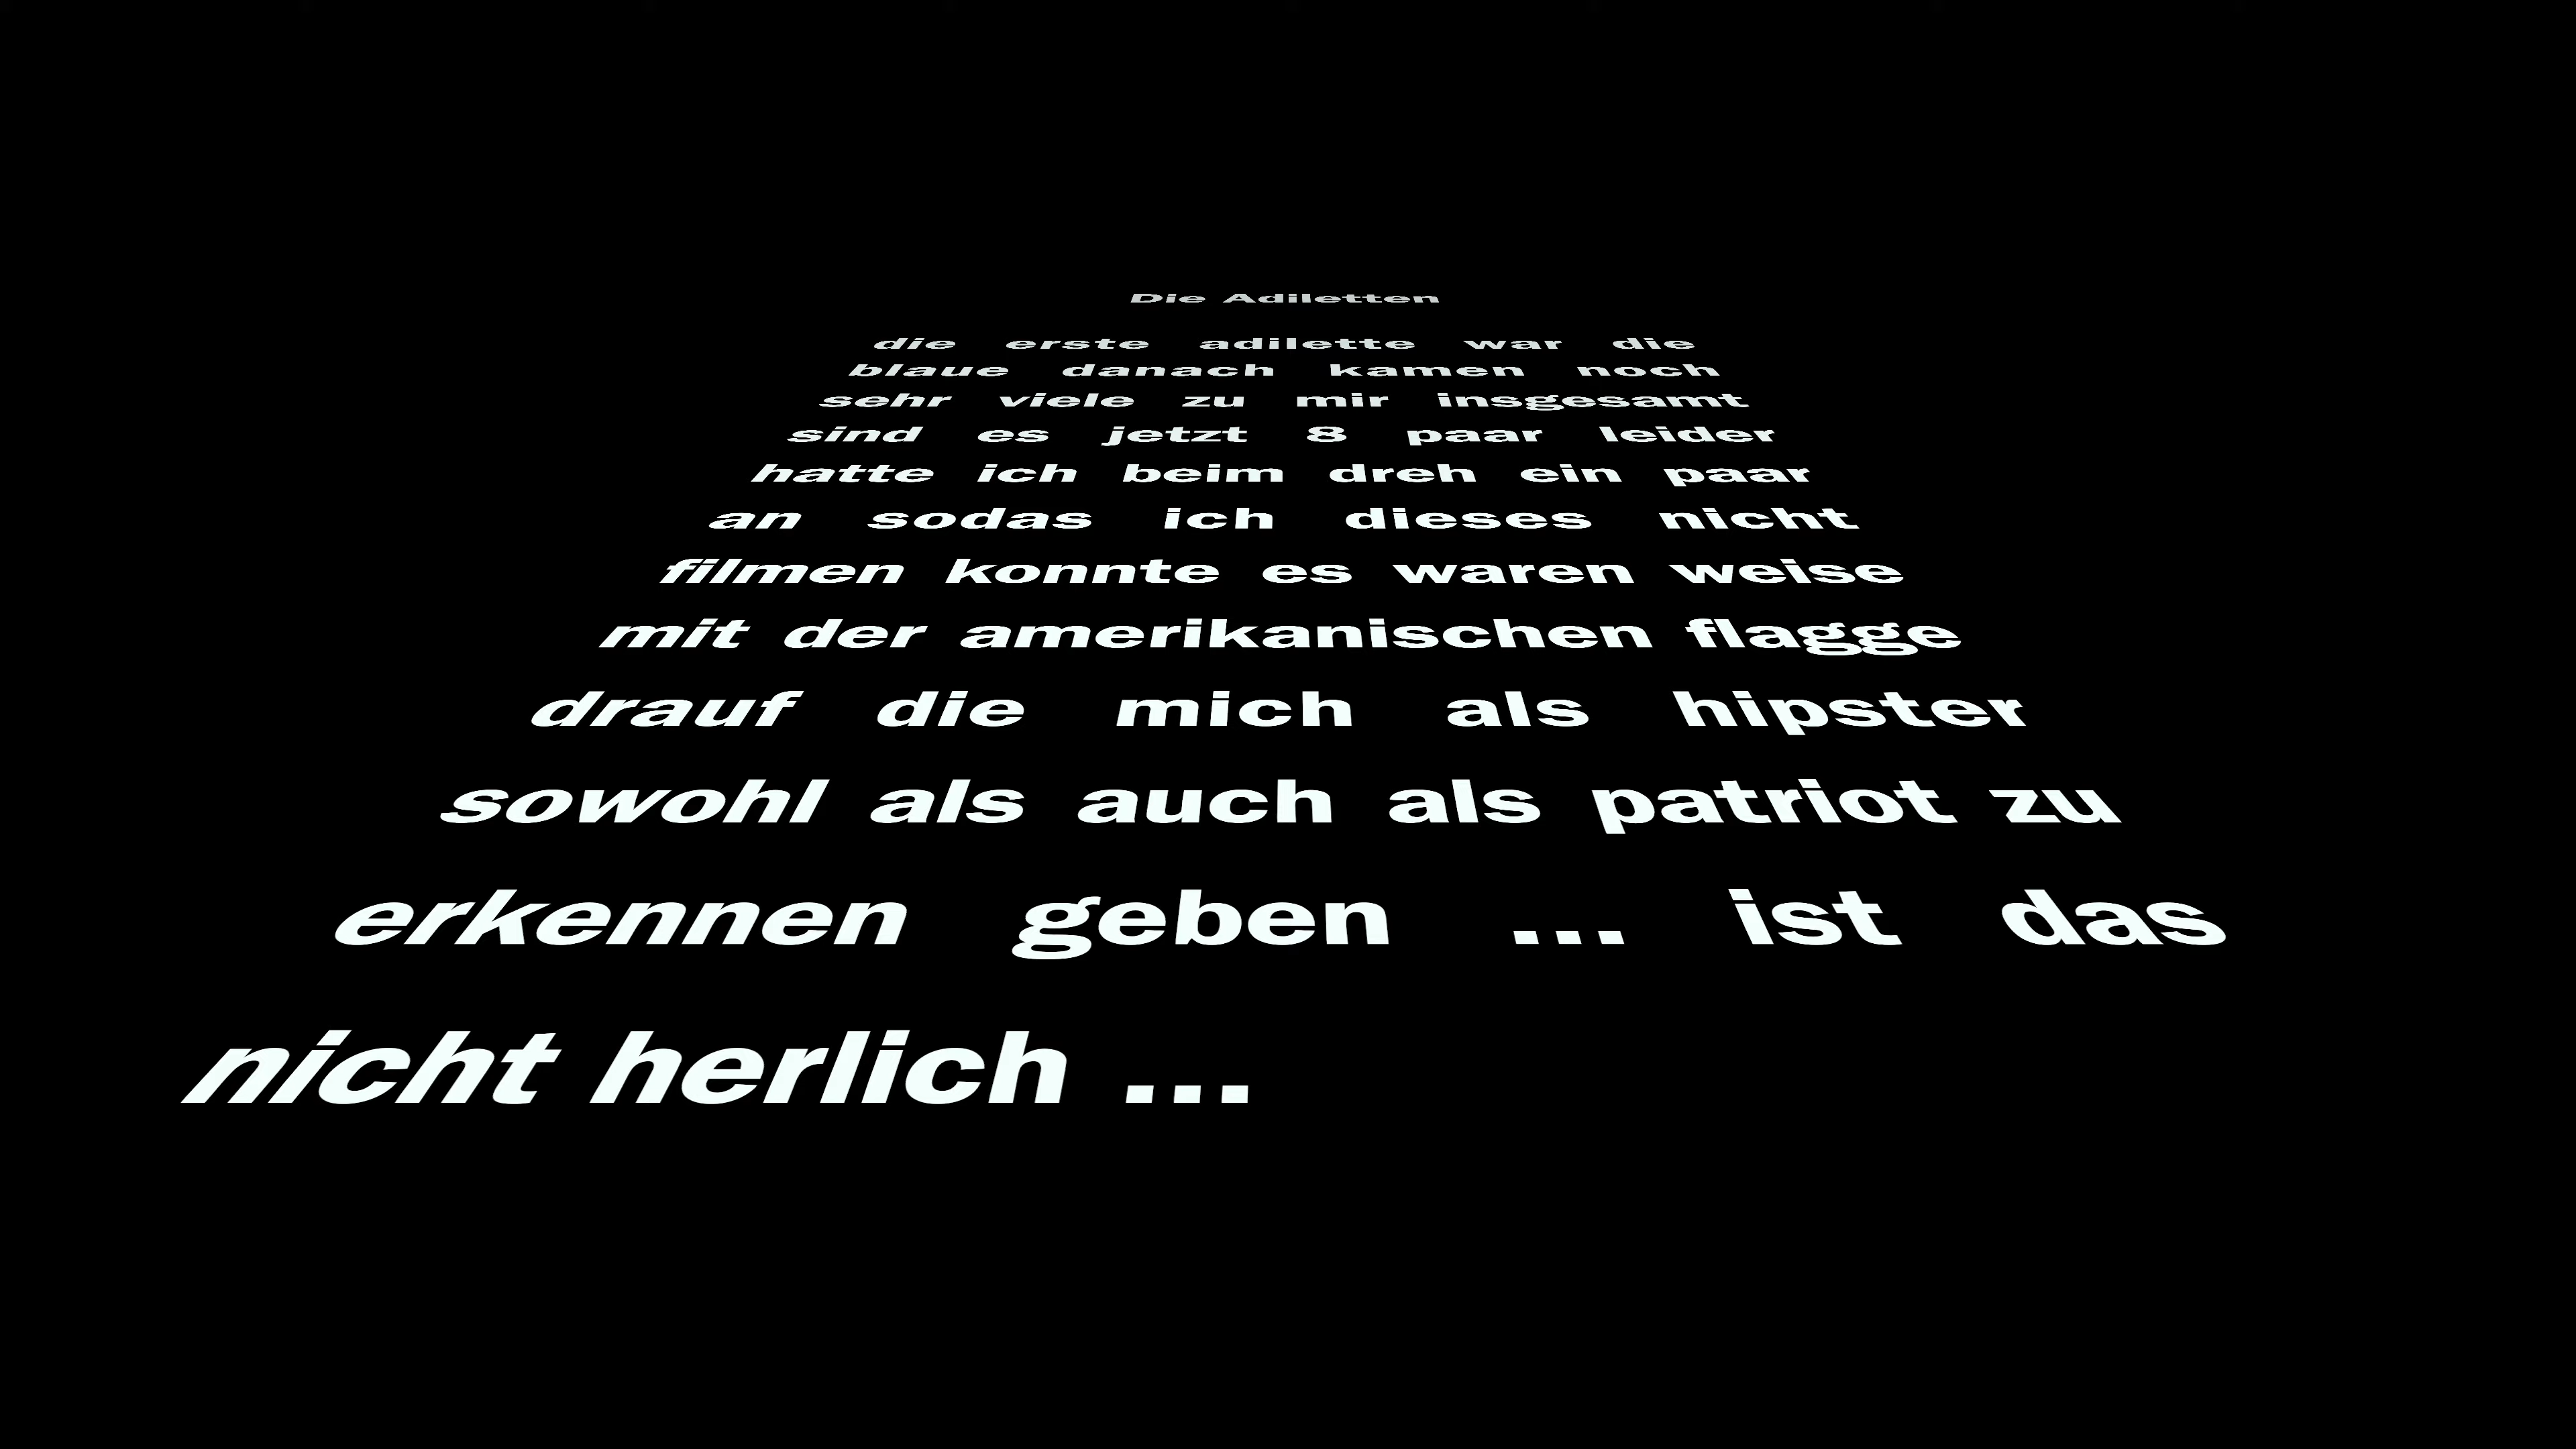 Die Adiletten
die erste adilette war die
blaue danach kamen noch
sehr viele zu mir insgesamt
sind es jetzt 8 paar leider
hatte ich beim dreh ein paar
an sodas ich dieses nicht
filmen konnte es waren weise
mit der amerikanischen flagge
drauf die mich als hipster
sowohl als auch als patriot zu
erkennen geben ... ist das
nicht herlich ...